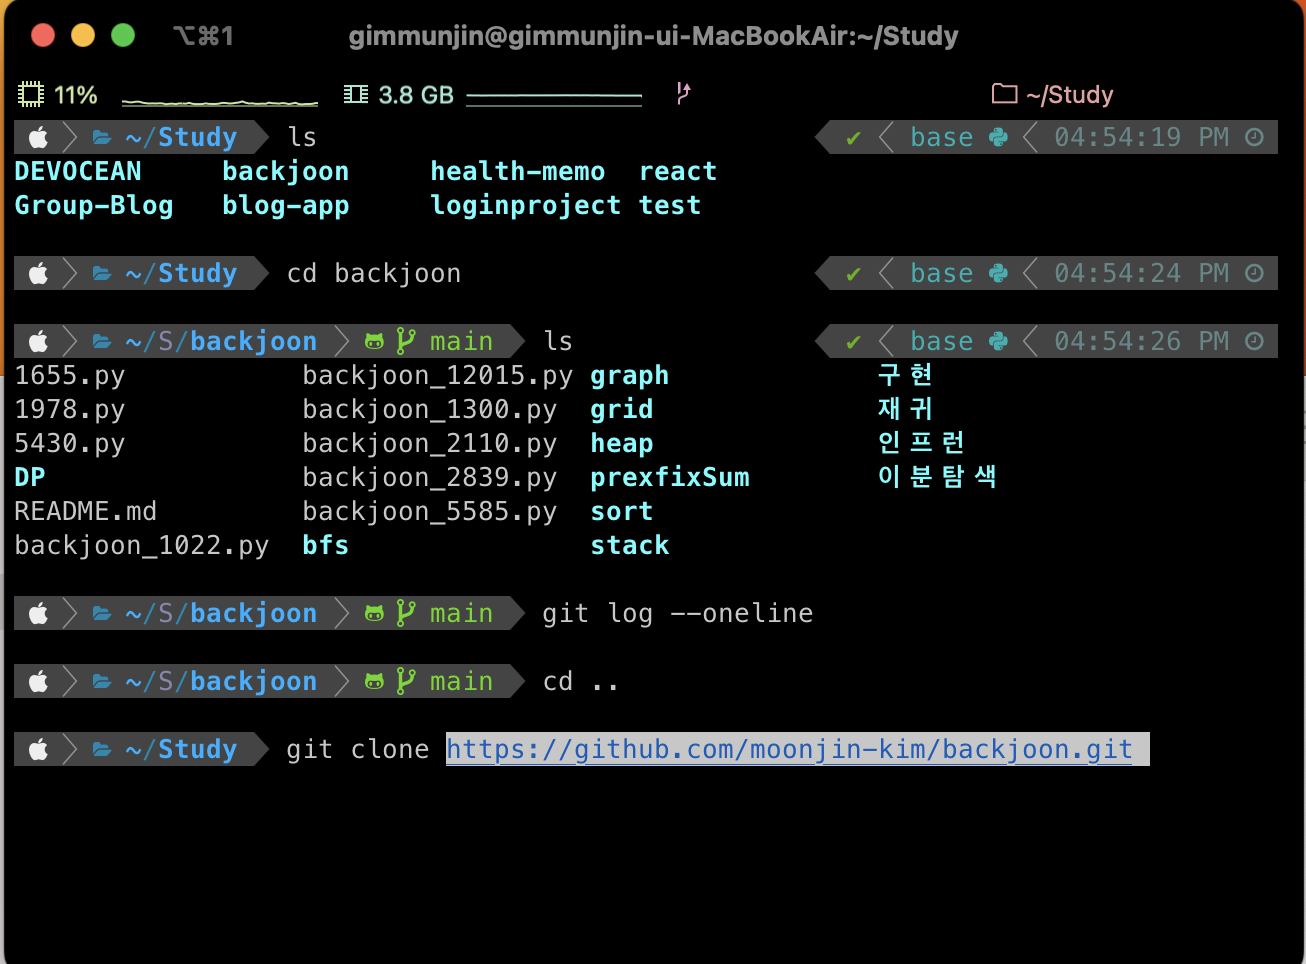 ⌥⌘1 gimmunjin@gimmunjin-ui-MacBookAir:~/Study
11% 3.8 GB ~/Study
~/Study ls ✔ base 04:54:19 PM
DEVOCEAN backjoon health-memo react
Group-Blog blog-app loginproject test
~/Study cd backjoon ✔ base 04:54:24 PM
~/S/backjoon main ls ✔ base 04:54:26 PM
1655.py backjoon_12015.py graph 구현
1978.py backjoon_1300.py grid 재귀
5430.py backjoon_2110.py heap 인프런
DP backjoon_2839.py prexfixSum 이분탐색
README.md backjoon_5585.py sort
backjoon_1022.py bfs stack
~/S/backjoon main git log --oneline
~/S/backjoon main cd ..
~/Study git clone https://github.com/moonjin-kim/backjoon.git